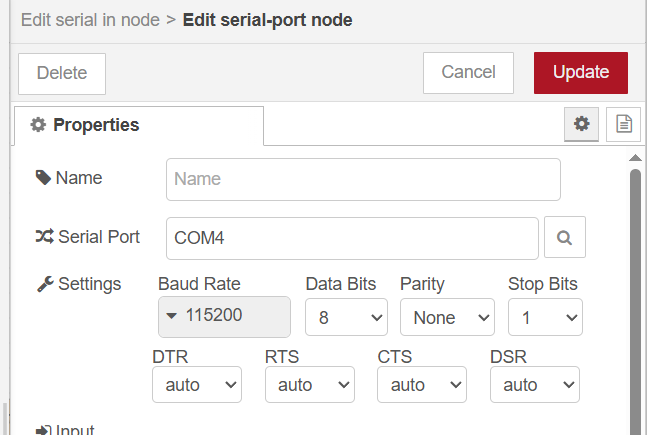 Edit serial in node > Edit serial-port node
Delete
Cancel
Update
Properties
Name
Name
Serial Port
COM4
Settings
Baud Rate
Data Bits
Parity
Stop Bits
115200
8
None
1
DTR
RTS
CTS
DSR
auto
auto
auto
auto
Input